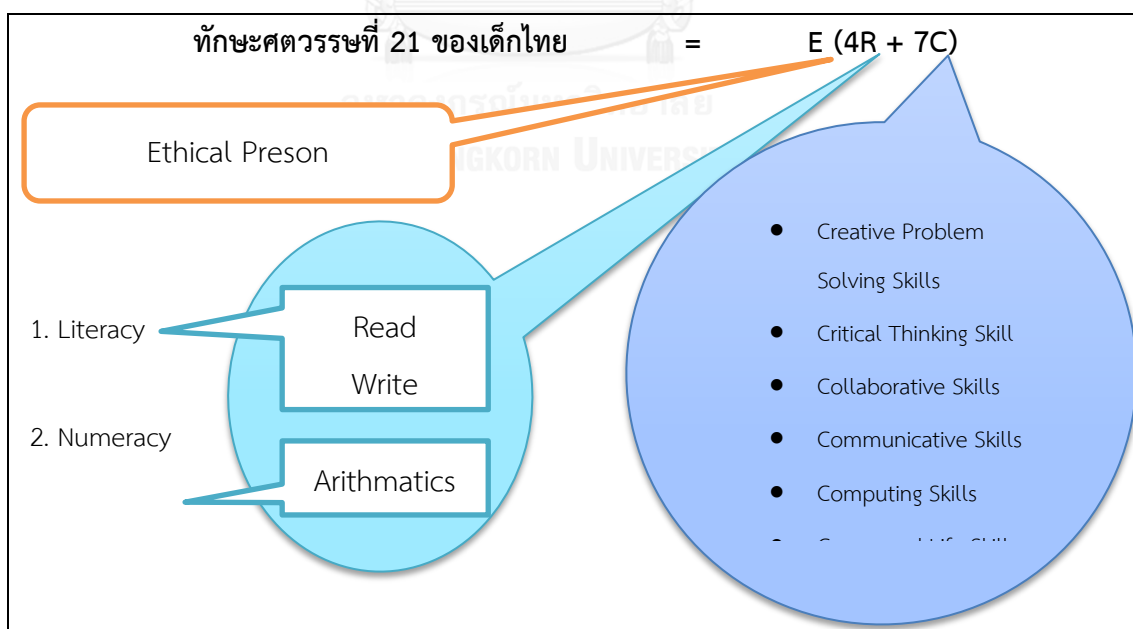 ทักษะศตวรรษที่ 21 ของเด็กไทย = E (4R + 7C)
Ethical Preson
1. Literacy
Read
Write
2. Numeracy
Arithmatics
● Creative Problem
Solving Skills
● Critical Thinking Skill
● Collaborative Skills
● Communicative Skills
● Computing Skills